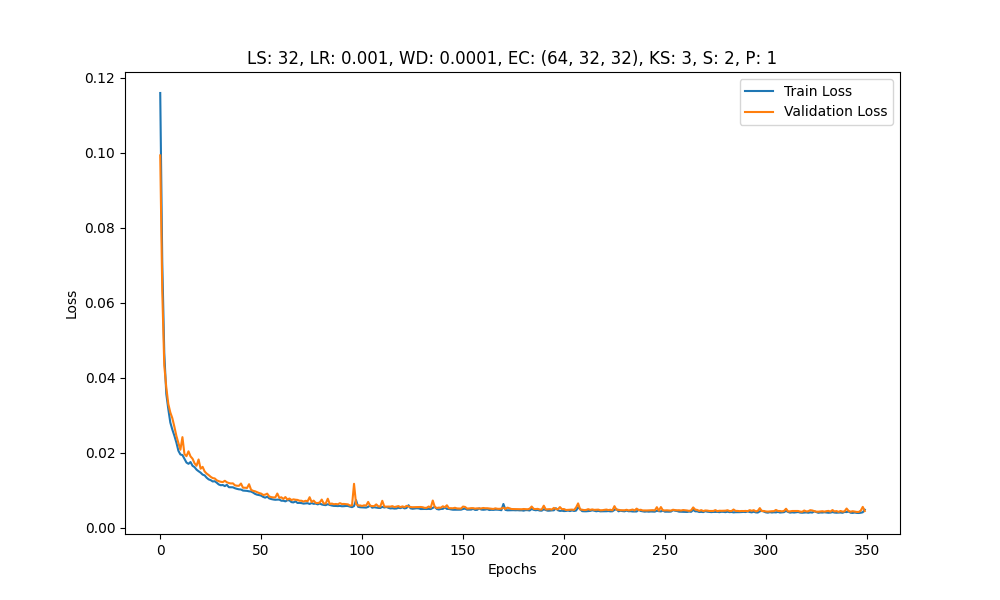 LS: 32, LR: 0.001, WD: 0.0001, EC: (64, 32, 32), KS: 3, S: 2, P: 1
Train Loss
Validation Loss
Loss
0.12
0.10
0.08
0.06
0.04
0.02
0.00
0 50 100 150 200 250 300 350
Epochs